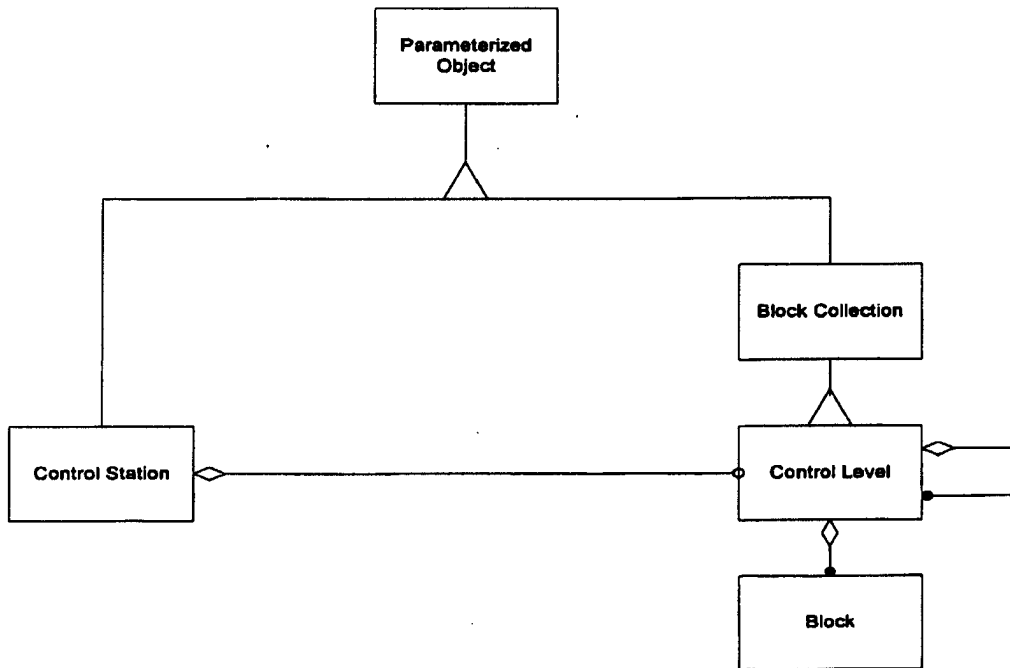 Parameterized
Object
Block Collection
Control Station
Control Level
Block